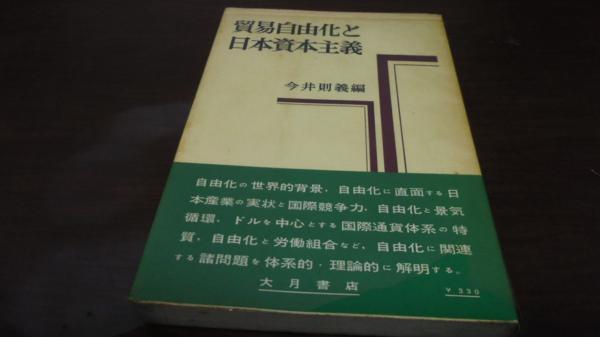 貿易自由化と
日本資本主義
今井則義編
自由化の世界的背景，自由化に直面する日
本産業の実状と国際競争力，自由化と景気
循環，ドルを中心とする国際通貨体系の特
質，自由化と労働組合など，自由化に関連
する諸問題を体系的・理論的に解明する。
大月書店
￥330